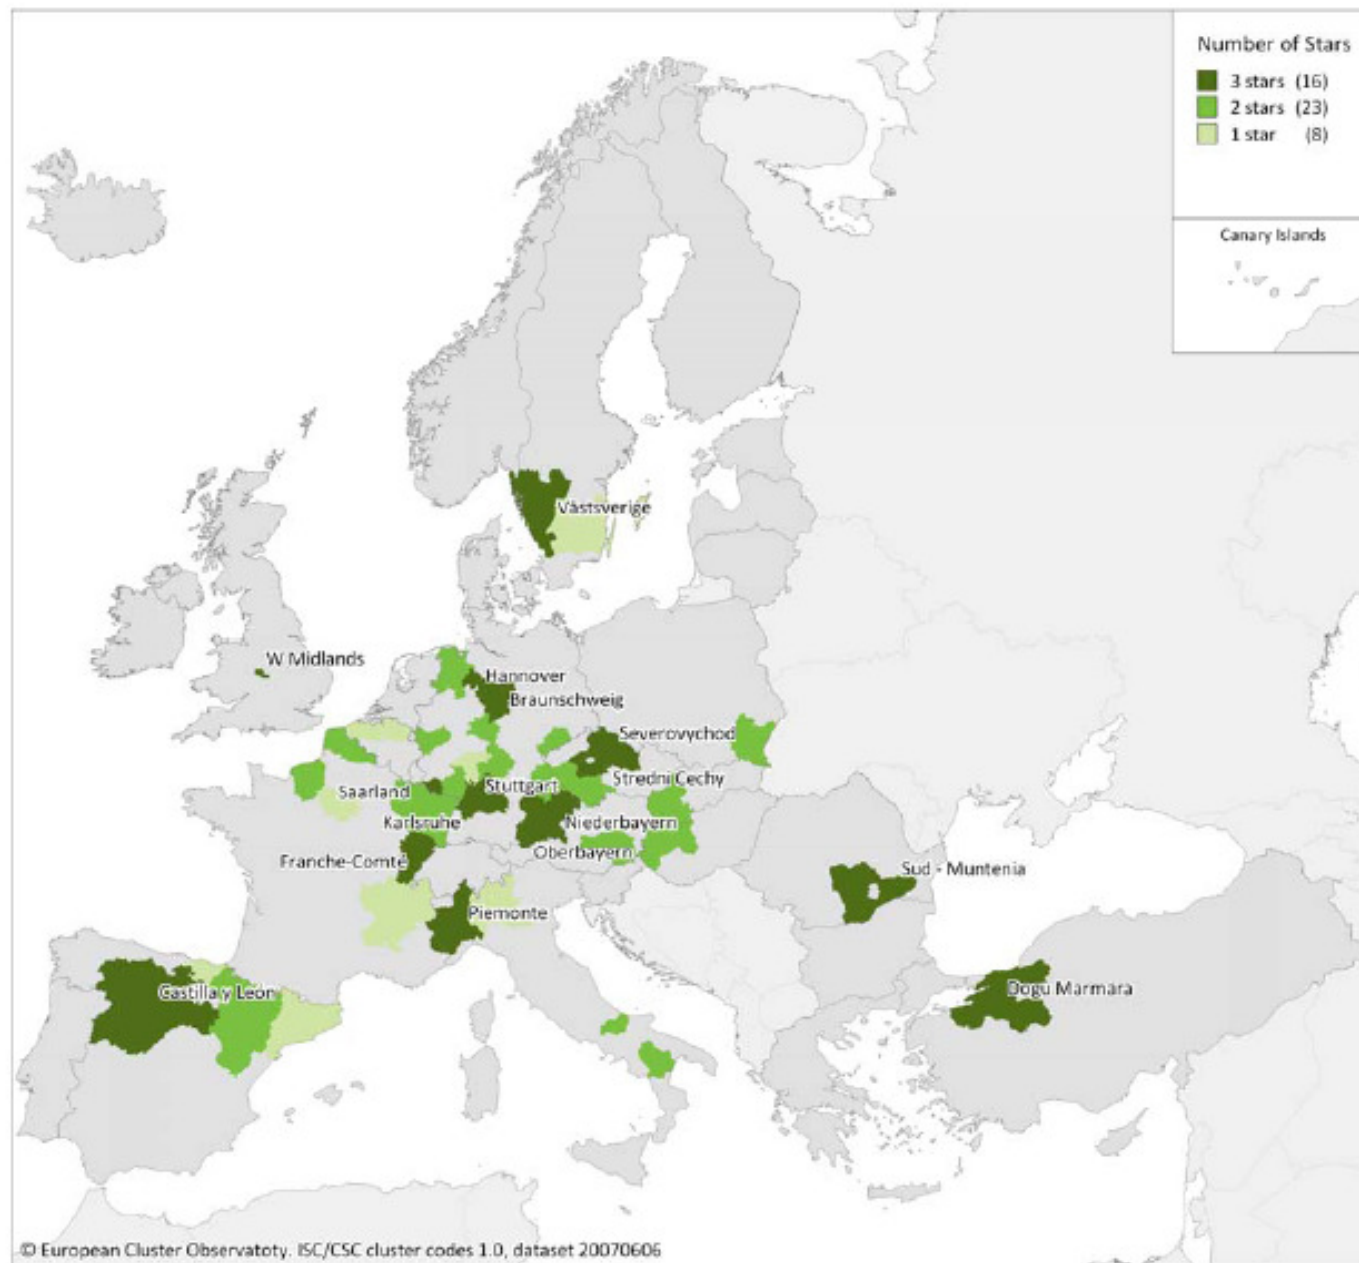 Number of Stars
3 stars (16)
2 stars (23)
1 star (8)
Canary Islands
Västsverige
W Midlands
Hannover
Braunschweig
Severovychod
Stredni Cechy
Saarland
Stuttgart
Karlsruhe
Niederbayern
Oberbayern
Franche-Comté
Sud - Muntenia
Piemonte
Castilla y León
Dogu Marmara
© European Cluster Observatoty. ISC/CSC cluster codes 1.0, dataset 20070606